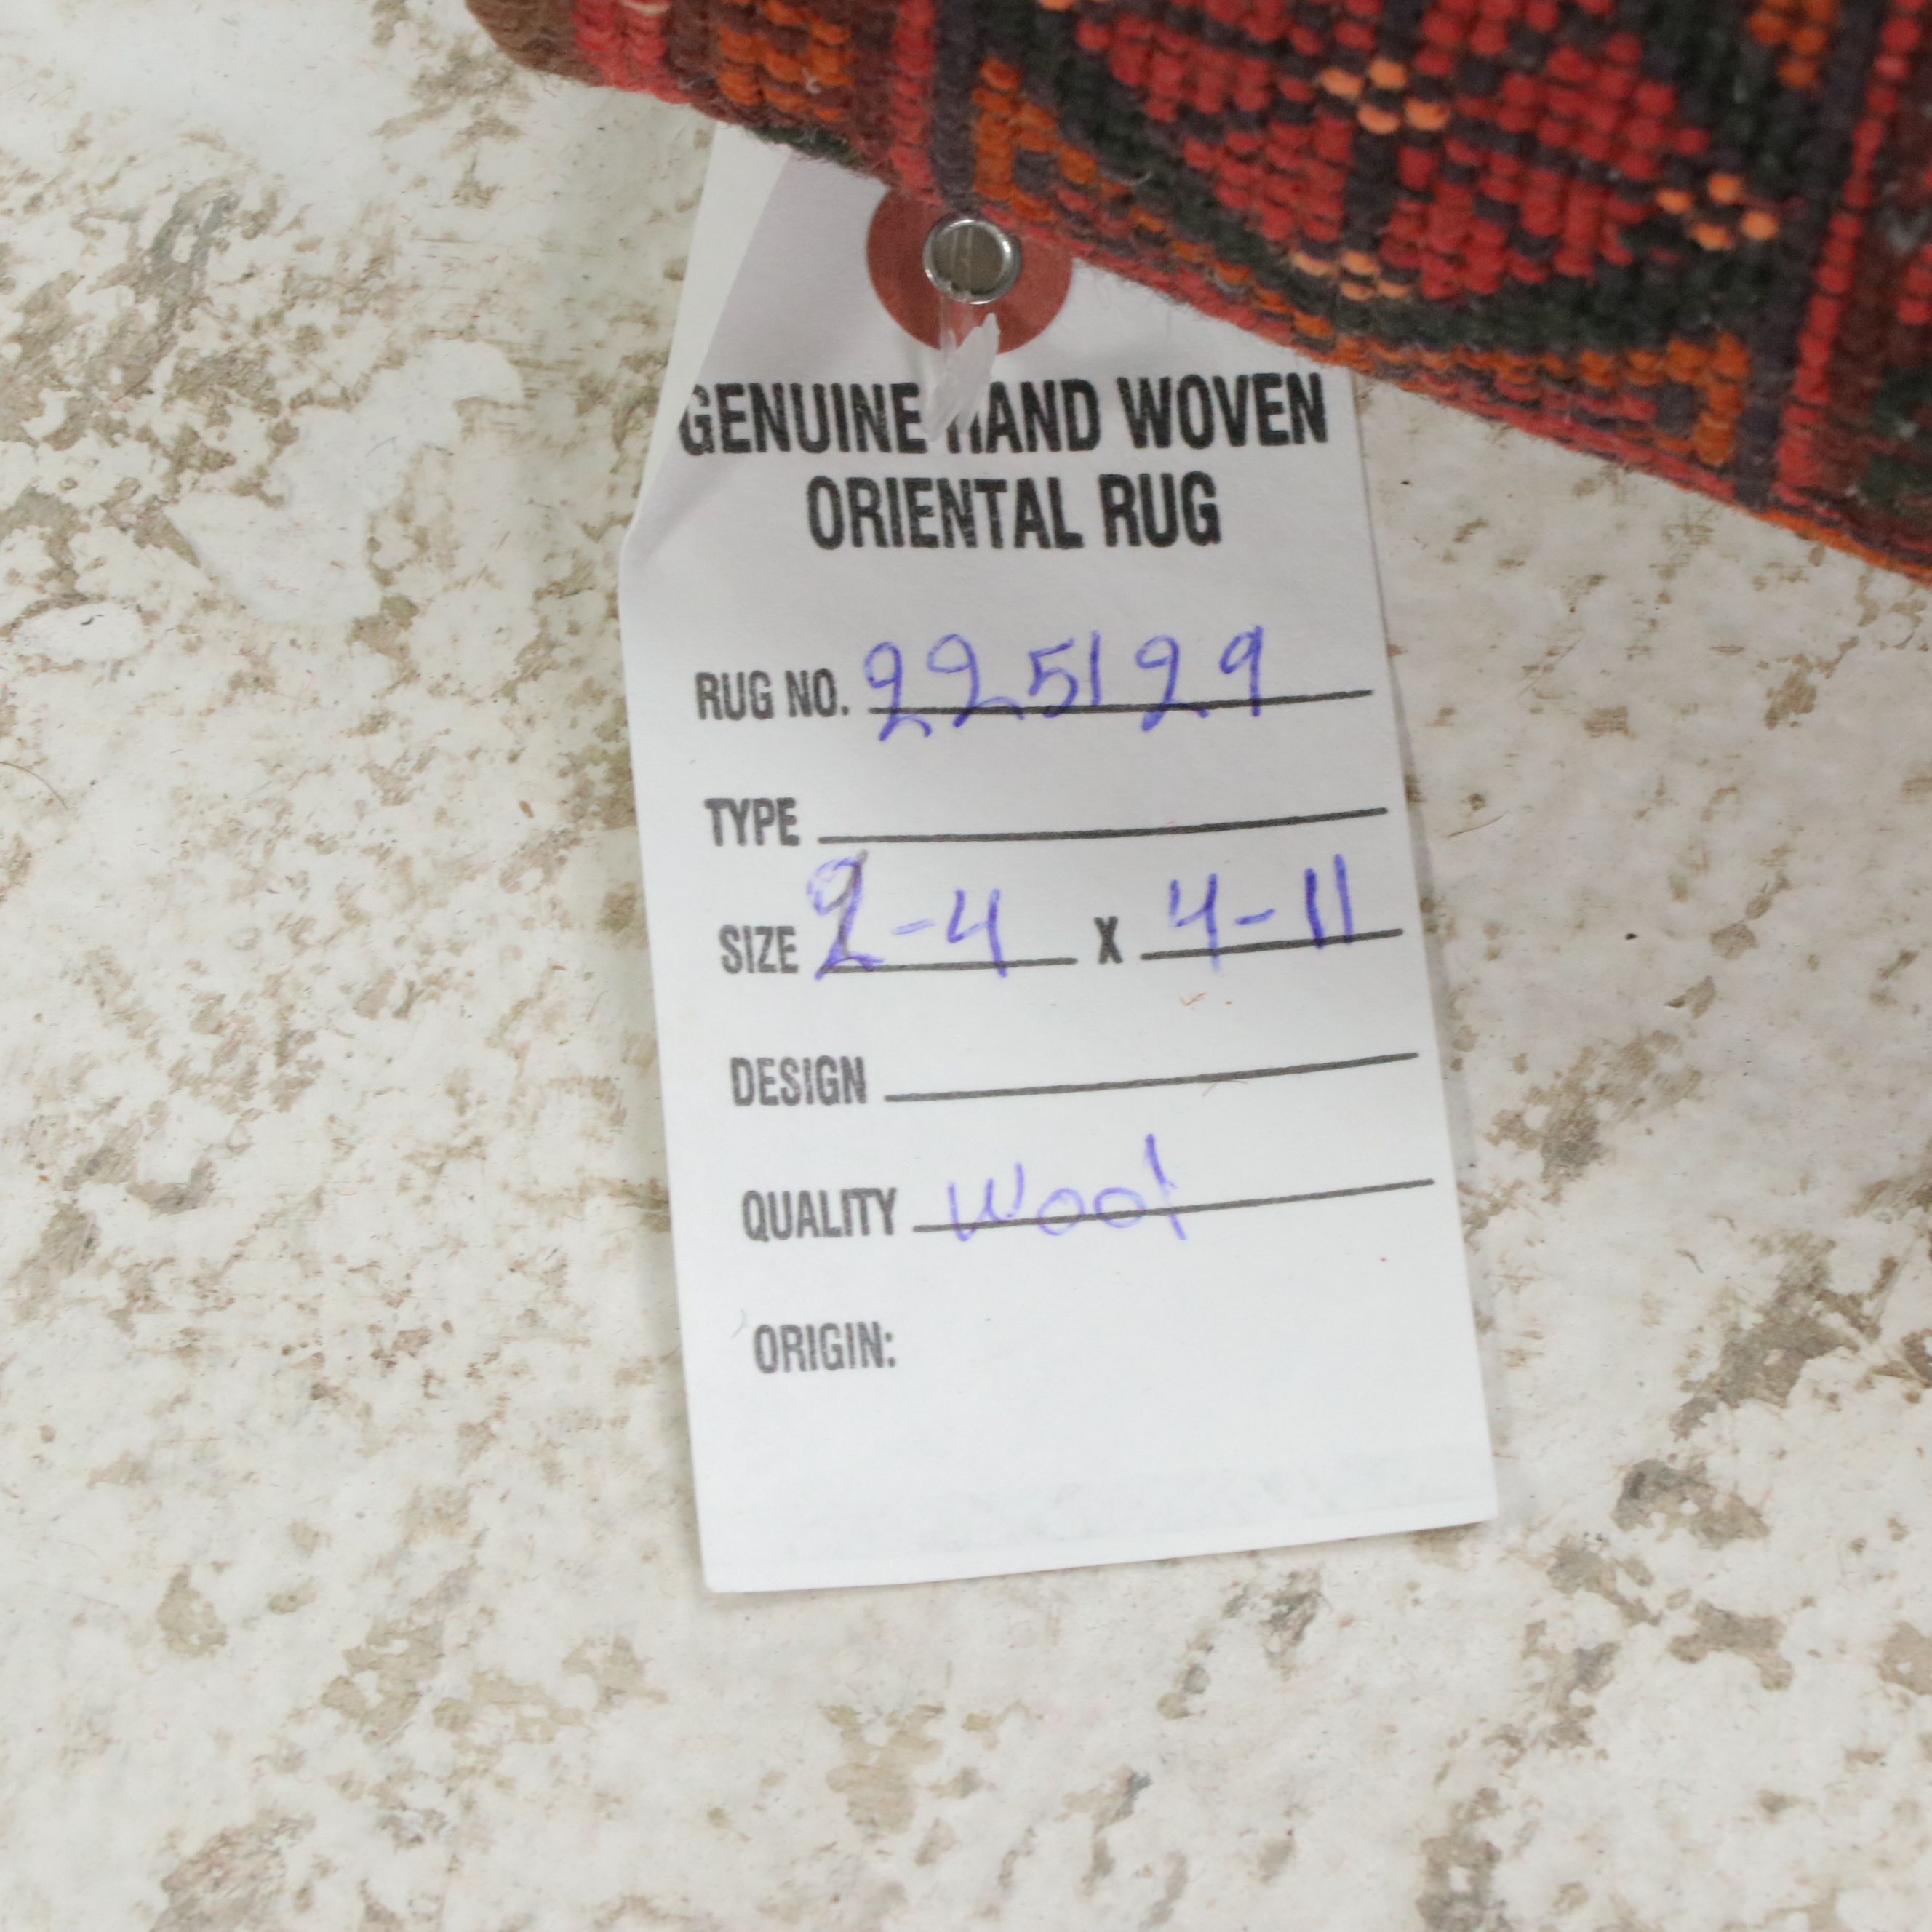 GENUINE HAND WOVEN
ORIENTAL RUG
RUG NO. 225129
TYPE
SIZE 2-4 X 4-11
DESIGN
QUALITY Wool
ORIGIN: